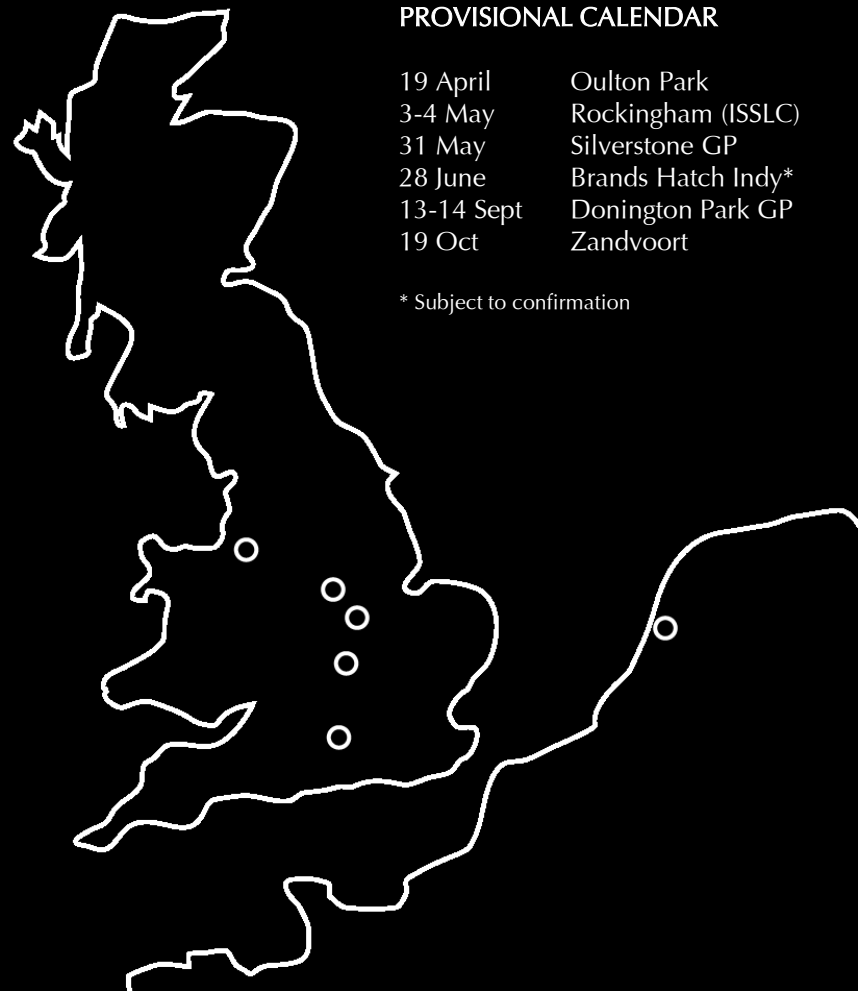 PROVISIONAL CALENDAR
19 April Oulton Park
3-4 May Rockingham (ISSLC)
31 May Silverstone GP
28 June Brands Hatch Indy*
13-14 Sept Donington Park GP
19 Oct Zandvoort
* Subject to confirmation